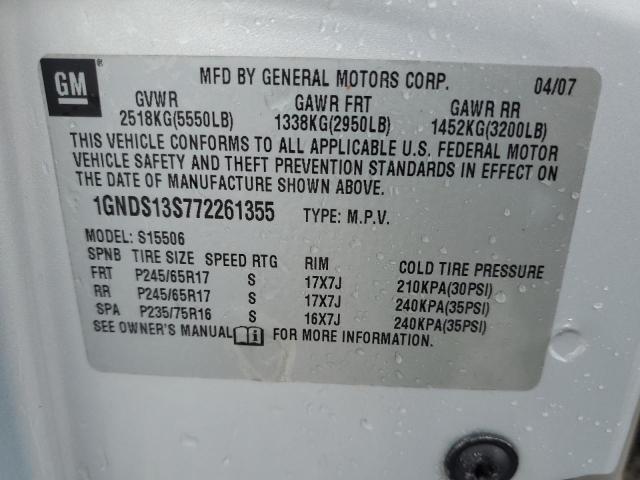 GM ®
MFD BY GENERAL MOTORS CORP. 04/07
GVWR GAWR FRT GAWR RR
2518KG(5550LB) 1338KG(2950LB) 1452KG(3200LB)
THIS VEHICLE CONFORMS TO ALL APPLICABLE U.S. FEDERAL MOTOR
VEHICLE SAFETY AND THEFT PREVENTION STANDARDS IN EFFECT ON
THE DATE OF MANUFACTURE SHOWN ABOVE.
1GNDS13S772261355 TYPE: M.P.V.
MODEL: S15506
SPNB TIRE SIZE SPEED RTG RIM COLD TIRE PRESSURE
FRT P245/65R17 S 17X7J 210KPA(30PSI)
RR P245/65R17 S 17X7J 240KPA(35PSI)
SPA P235/75R16 S 16X7J 240KPA(35PSI)
SEE OWNER'S MANUAL FOR MORE INFORMATION.